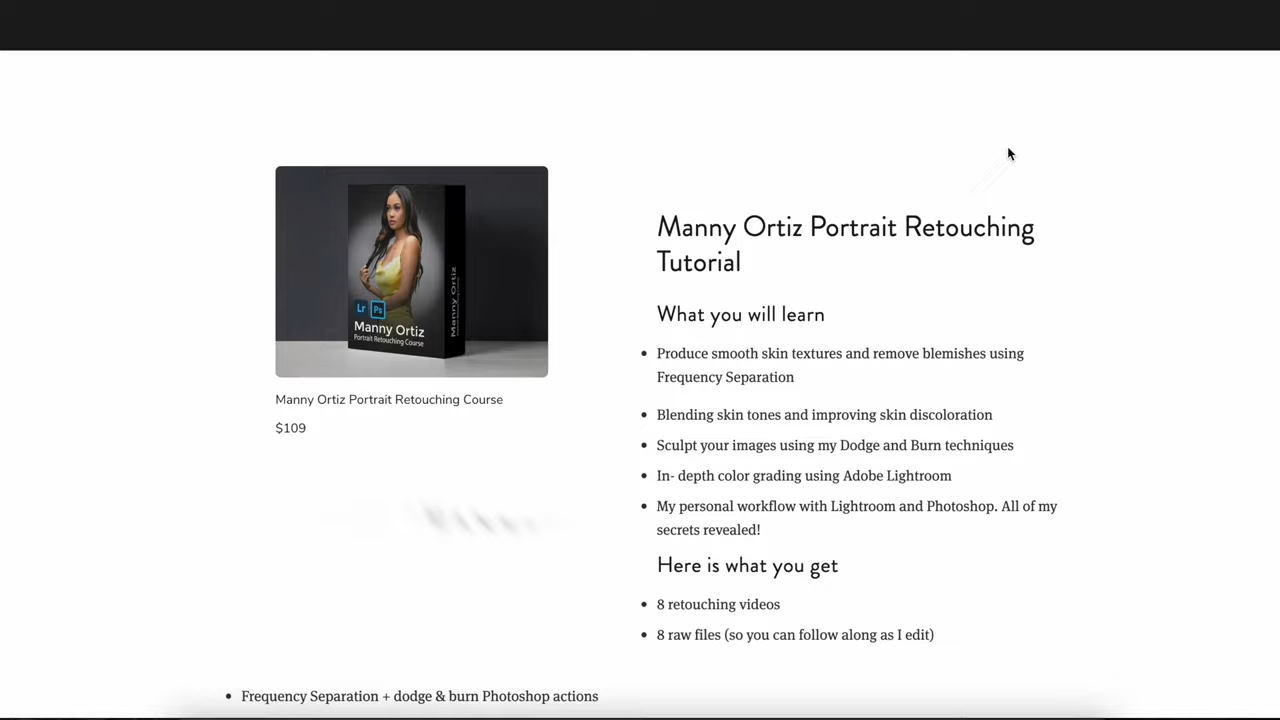 Lr Ps
Manny Ortiz
Portrait Retouching Course
Manny Ortiz
Manny Ortiz Portrait Retouching Course
$109
Manny Ortiz Portrait Retouching
Tutorial
What you will learn
• Produce smooth skin textures and remove blemishes using
Frequency Separation
• Blending skin tones and improving skin discoloration
• Sculpt your images using my Dodge and Burn techniques
• In- depth color grading using Adobe Lightroom
• My personal workflow with Lightroom and Photoshop. All of my
secrets revealed!
Here is what you get
• 8 retouching videos
• 8 raw files (so you can follow along as I edit)
• Frequency Separation + dodge & burn Photoshop actions